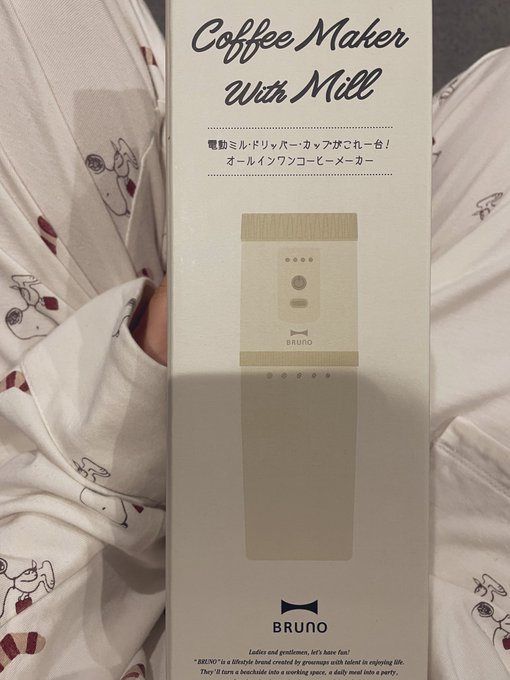 Coffee Maker
With Mill
電動ミル・ドリッパー・カップがこれ一台!
オールインワンコーヒーメーカー
BRUNO
BRUNO
Ladies and gentlemen, let's have fun!
"BRUNO" is a lifestyle brand created by grownups with talent in enjoying life.
They'll turn a beachside into a working space, a daily meal into a party,